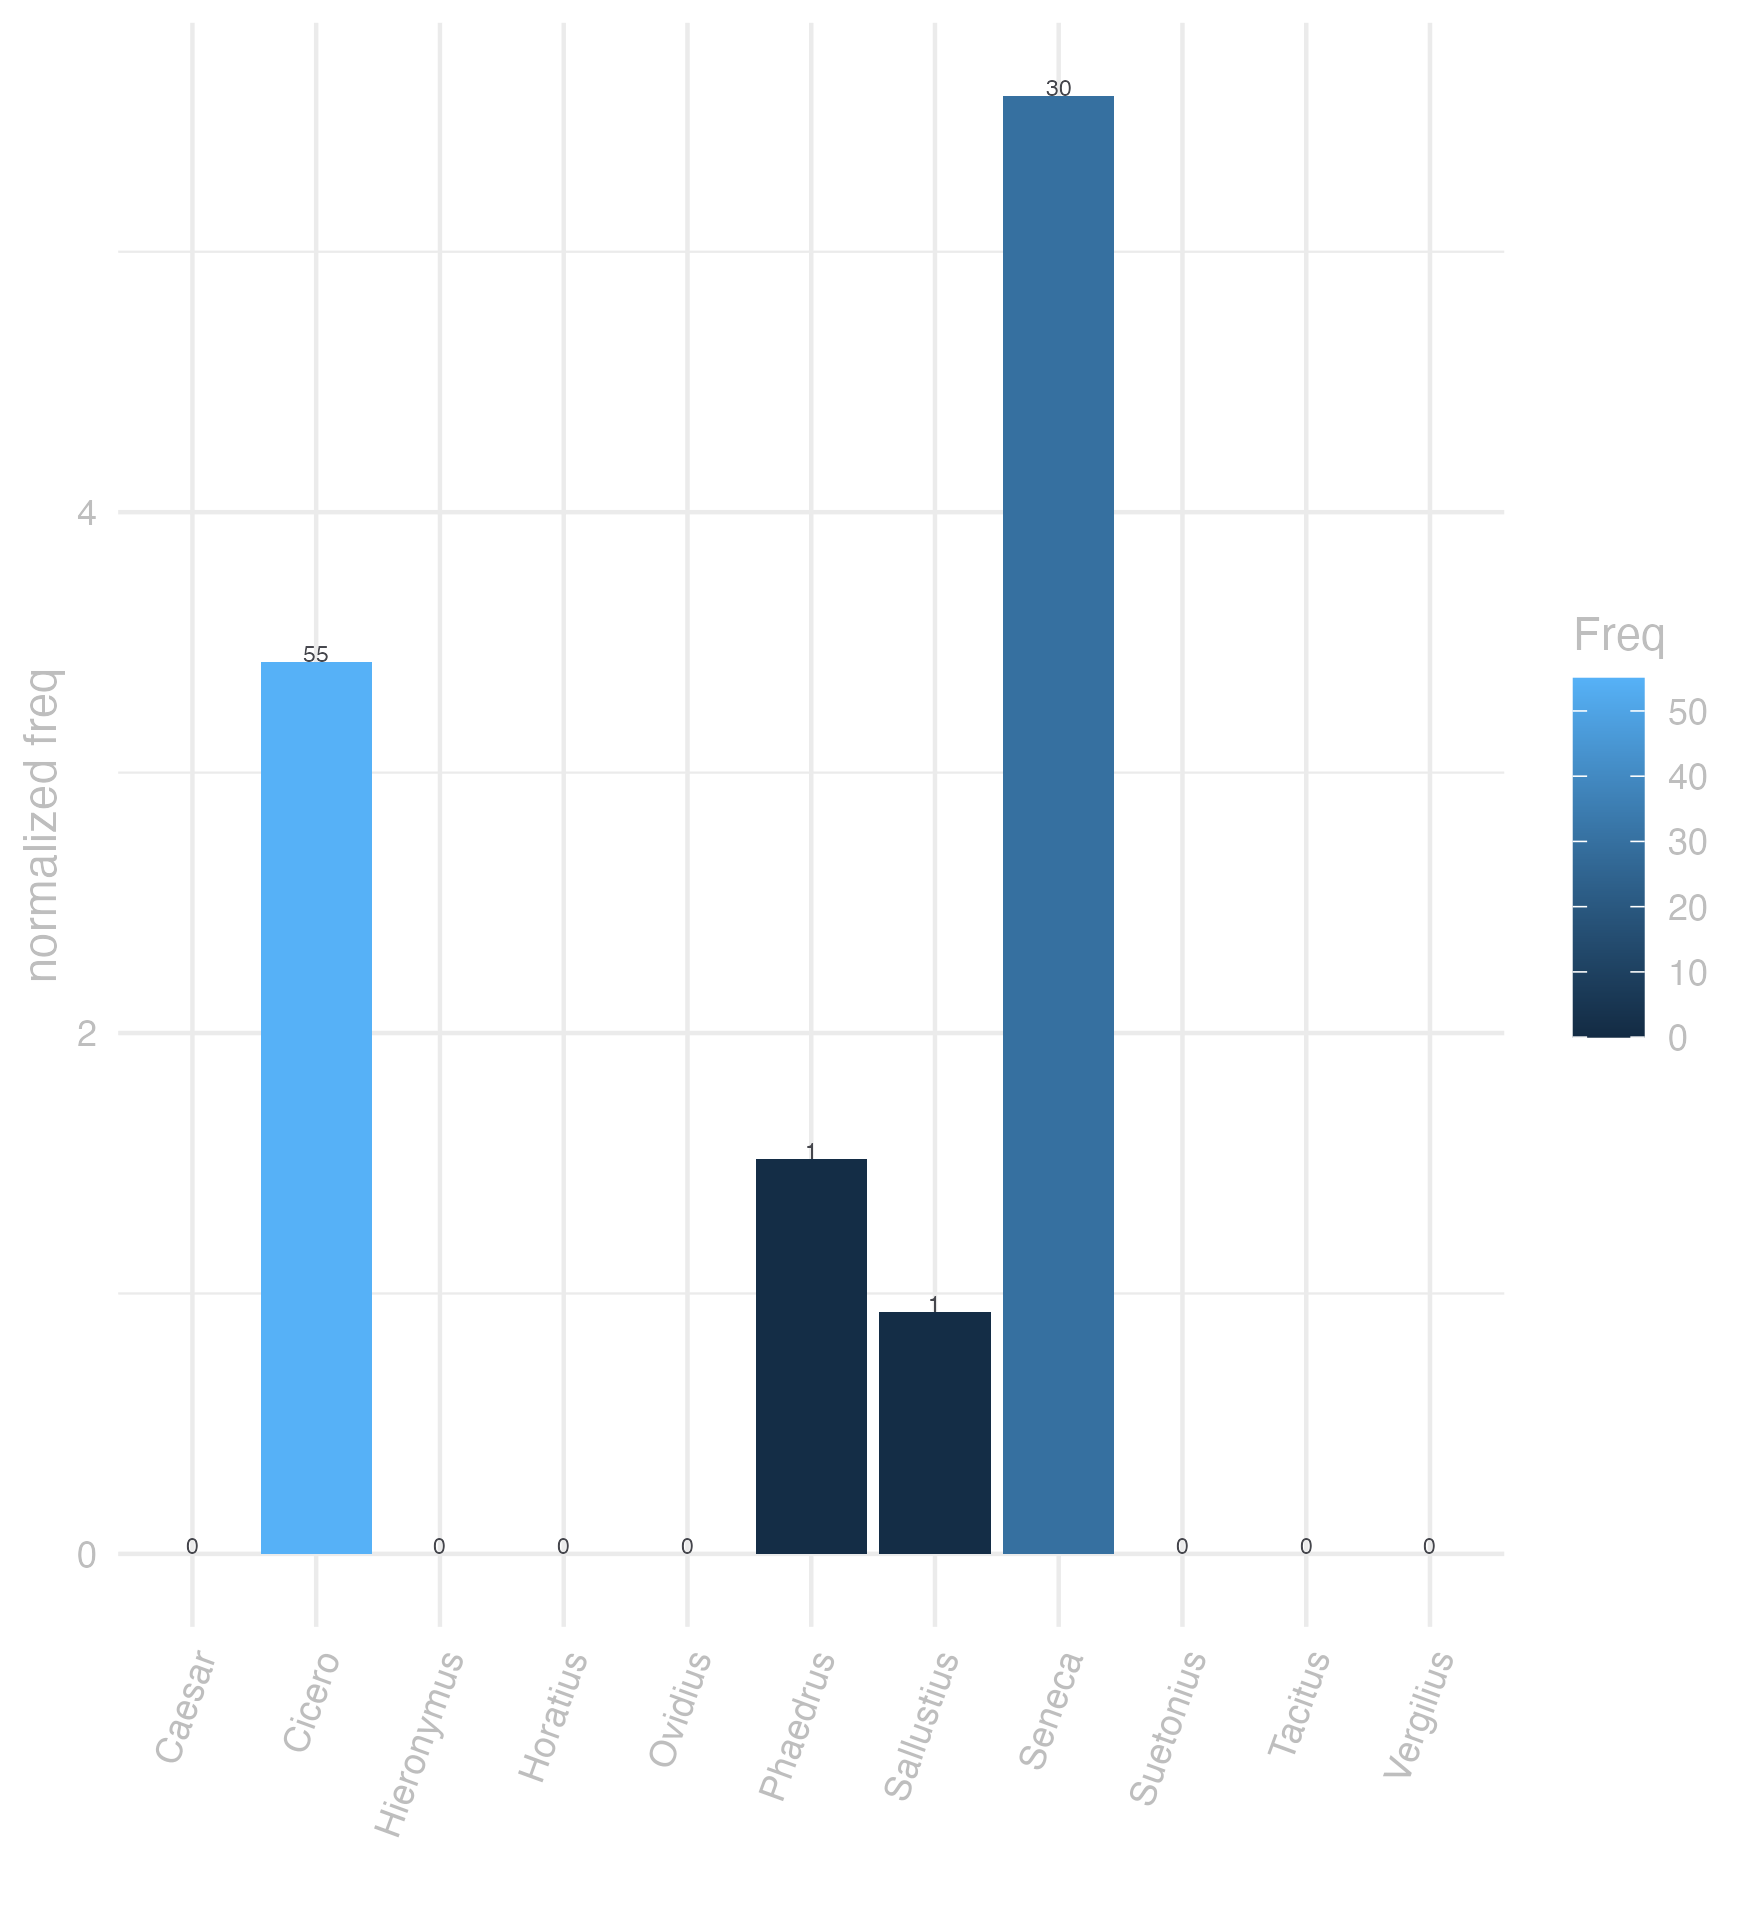 30
55
1
1
0 0 0 0 0 0 0
normalized freq
4
2
0
Caesar
Cicero
Hieronymus
Horatius
Ovidius
Phaedrus
Sallustius
Seneca
Suetonius
Tacitus
Vergilius
Freq
50
40
30
20
10
0